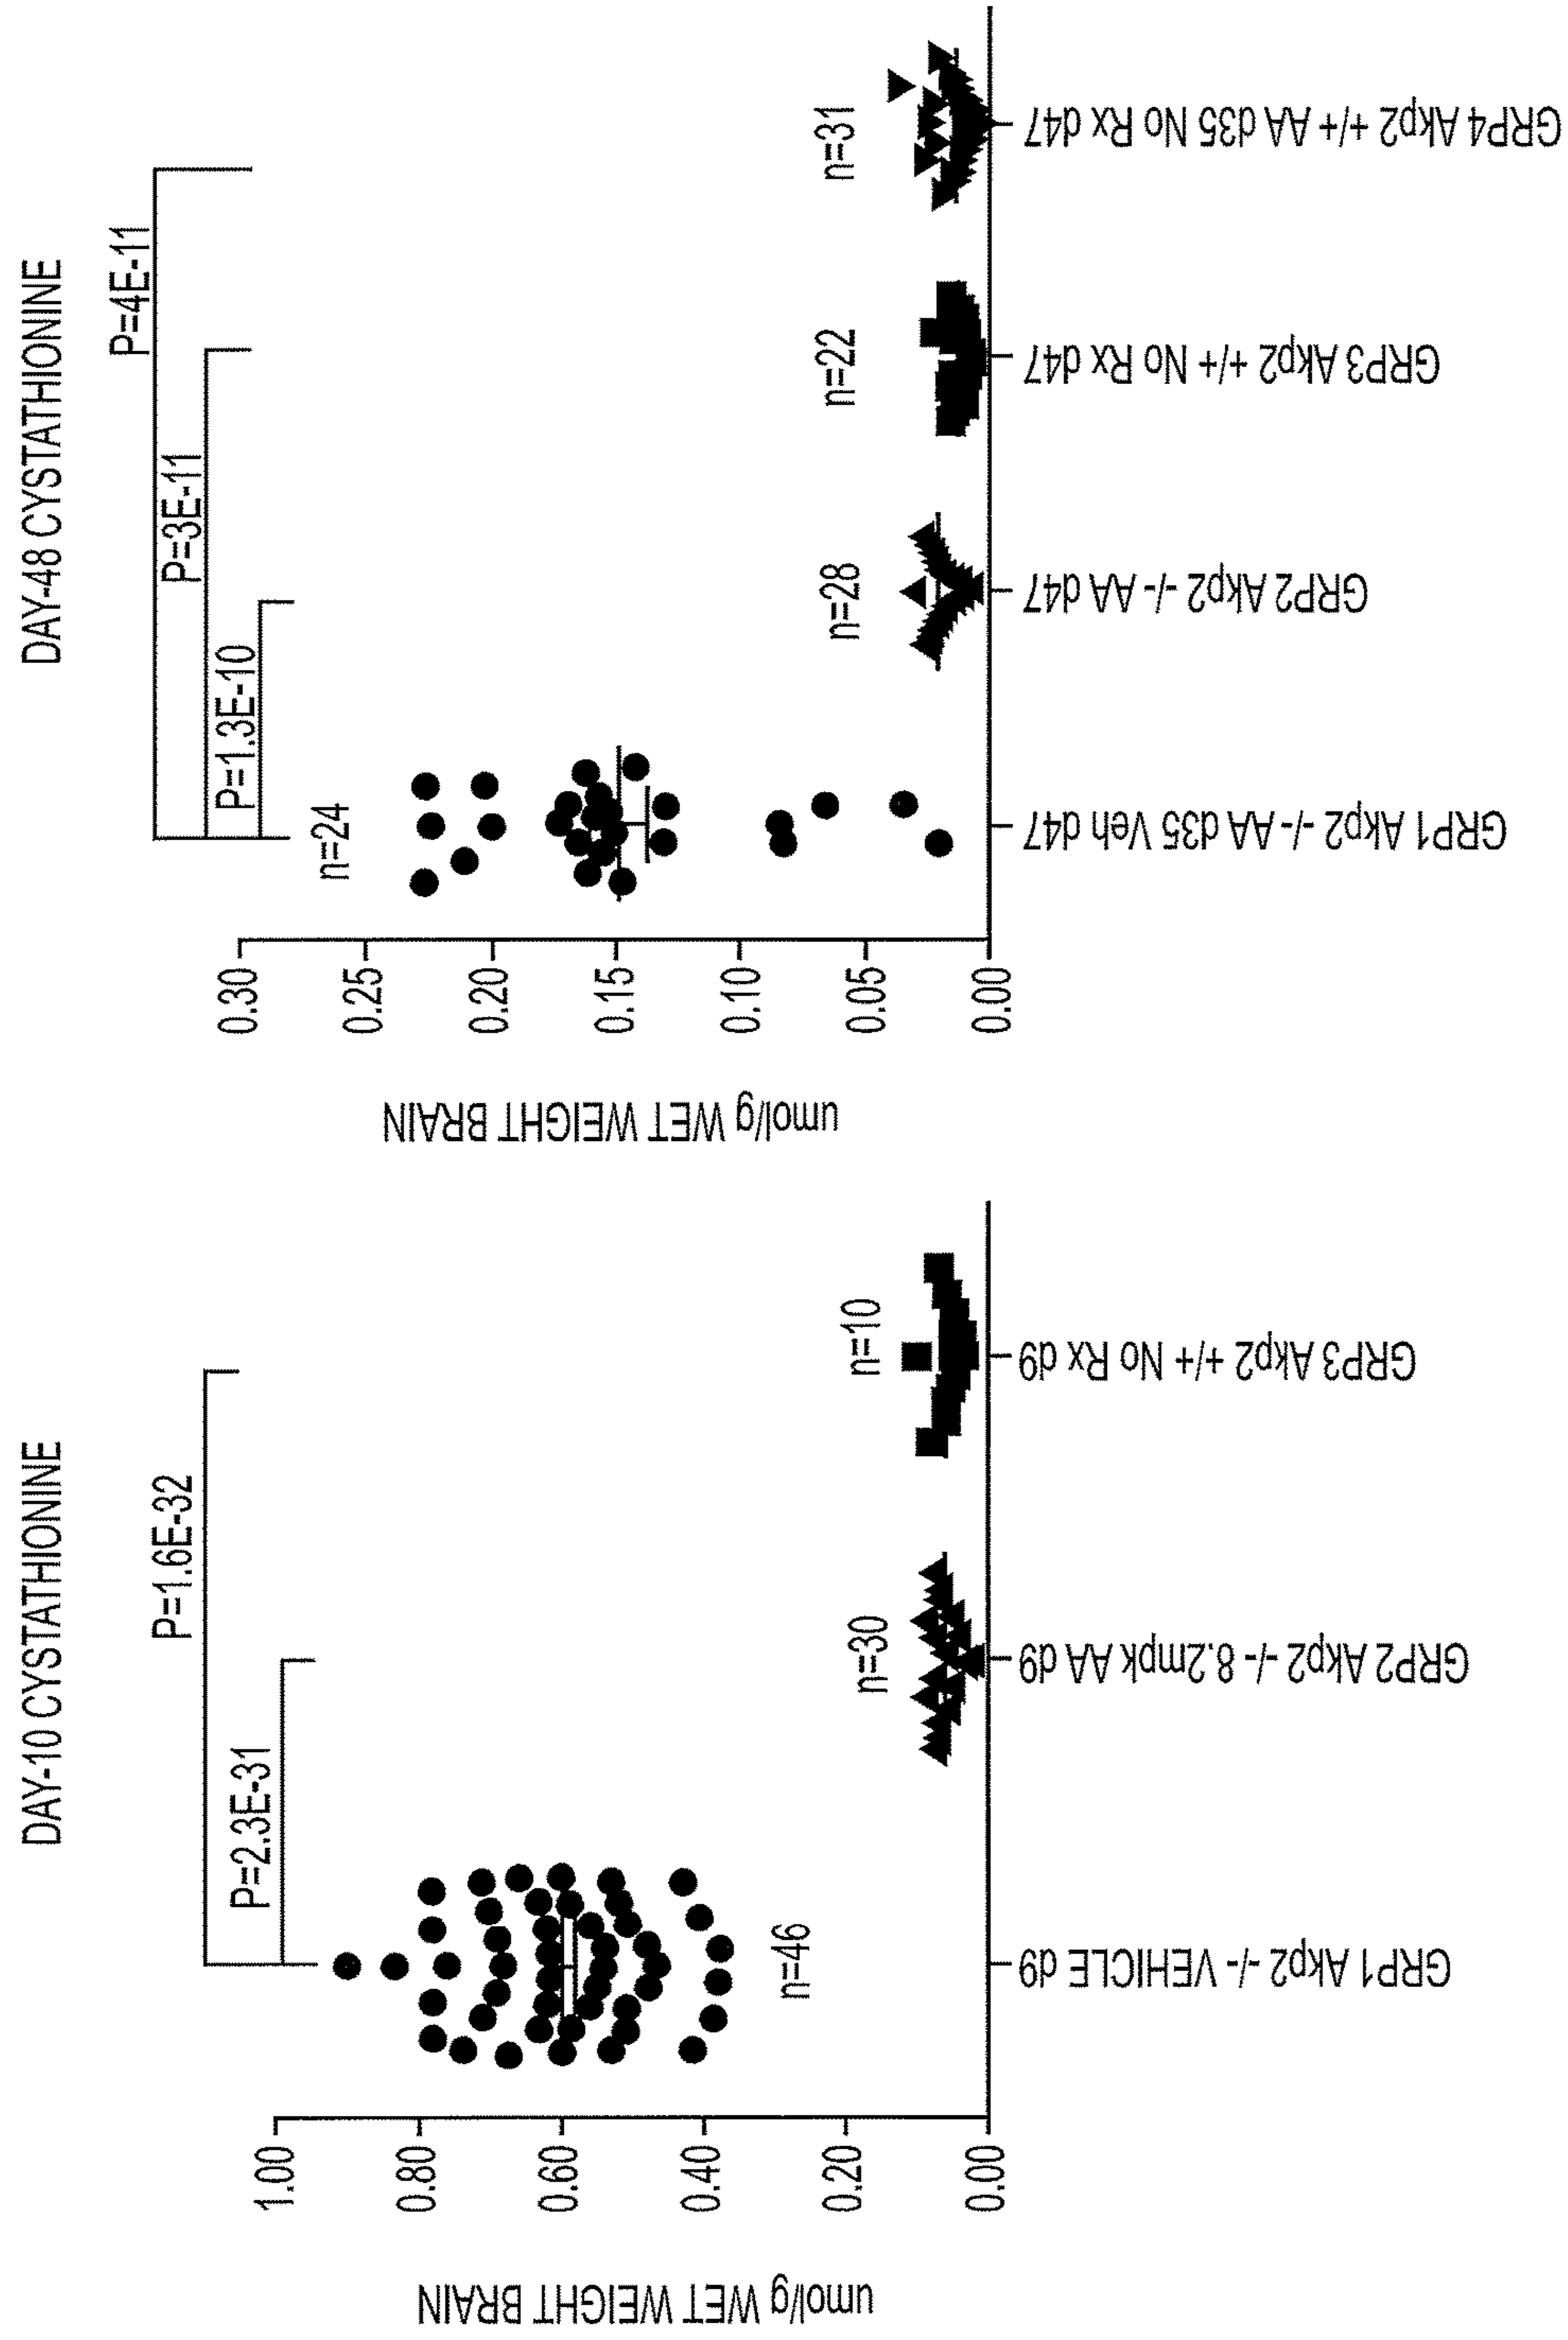 DAY-10 CYSTATHIONINE
P=1.6E-32
P=2.3E-31
n=46
n=30
n=10
1.00
0.80
0.60
0.40
0.20
0.00
umol/g WET WEIGHT BRAIN
GRP1 Akp2 -/- VEHICLE d9
GRP2 Akp2 -/- 8.2mpk AA d9
GRP3 Akp2 +/+ No Rx d9
DAY-48 CYSTATHIONINE
P=4E-11
P=3E-11
P=1.3E-10
n=24
n=28
n=22
n=31
0.30
0.25
0.20
0.15
0.10
0.05
0.00
umol/g WET WEIGHT BRAIN
GRP1 Akp2 -/- AA d35 Veh d47
GRP2 Akp2 -/- AA d47
GRP3 Akp2 +/+ No Rx d47
GRP4 Akp2 +/+ AA d35 No Rx d47